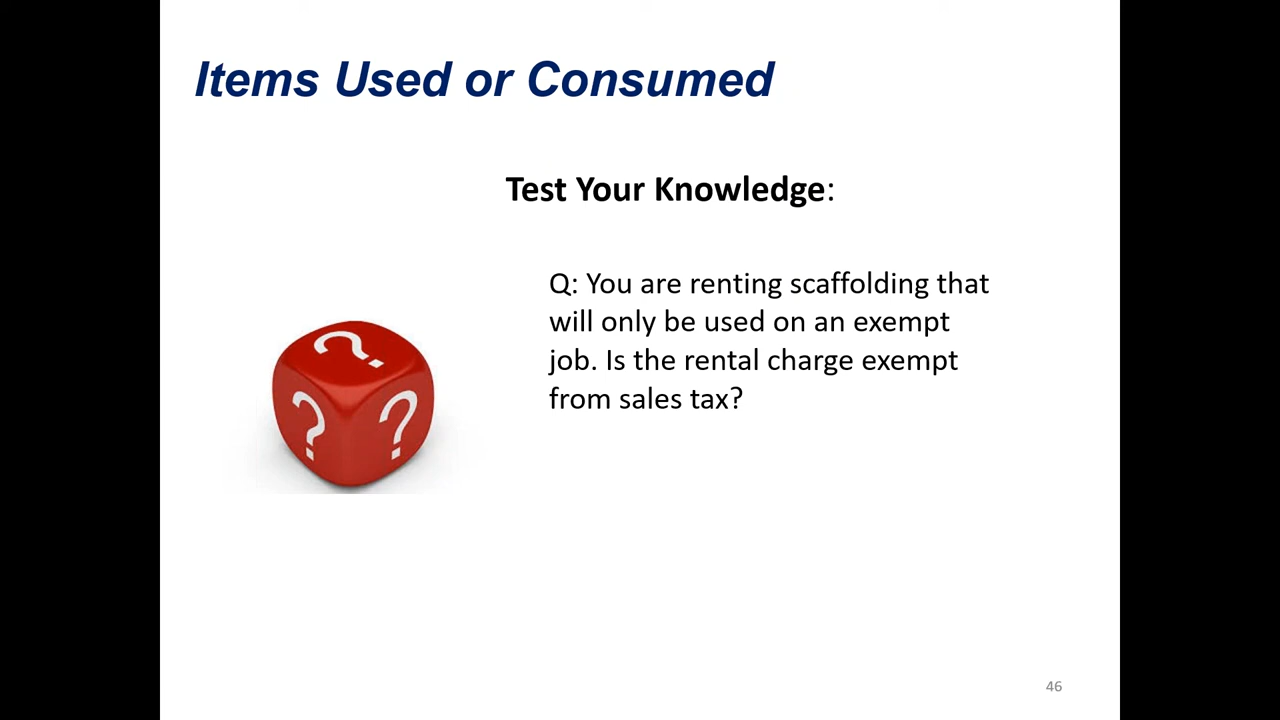 Items Used or Consumed
Test Your Knowledge:
Q: You are renting scaffolding that
will only be used on an exempt
job. Is the rental charge exempt
from sales tax?
? ? ?
46